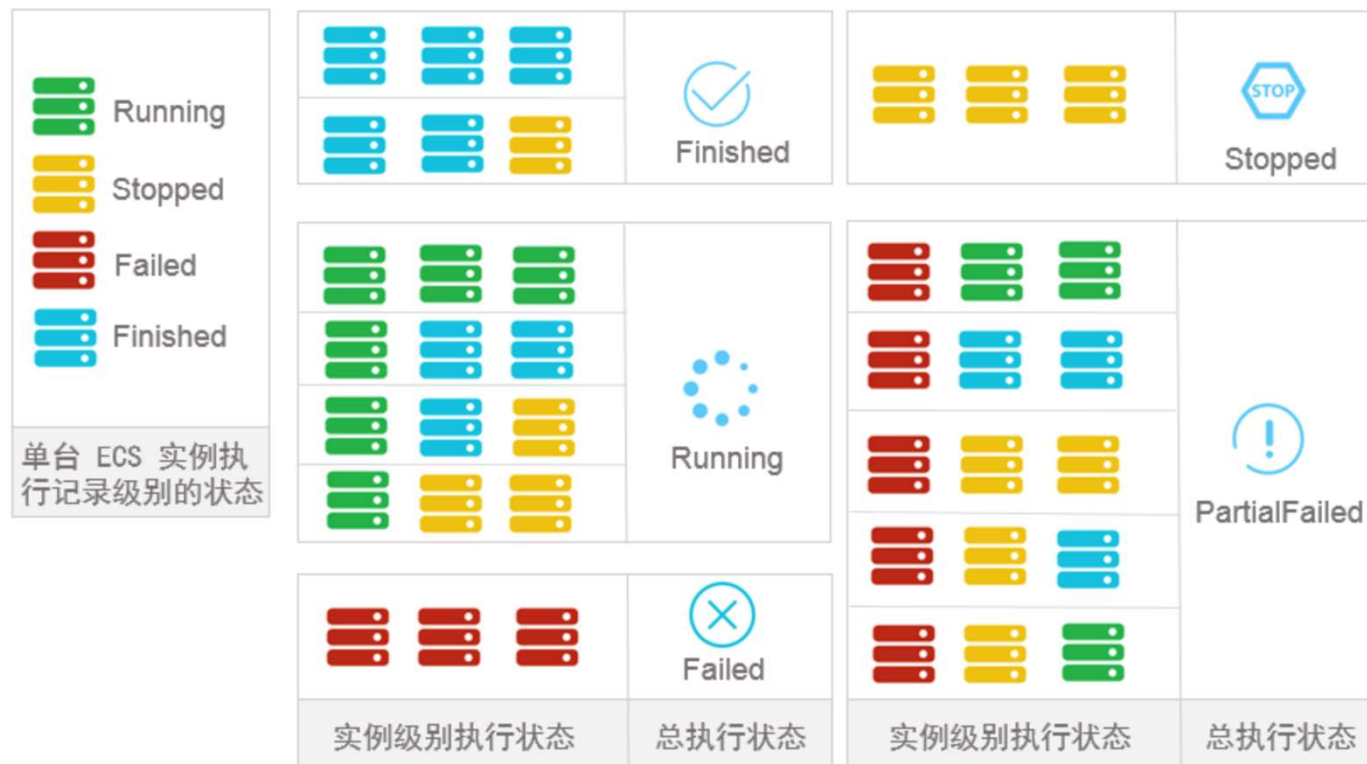 Running
Stopped
Failed
Finished
单台 ECS 实例执
行记录级别的状态
Finished
Running
Failed
实例级别执行状态
总执行状态
STOP
Stopped
PartialFailed
实例级别执行状态
总执行状态